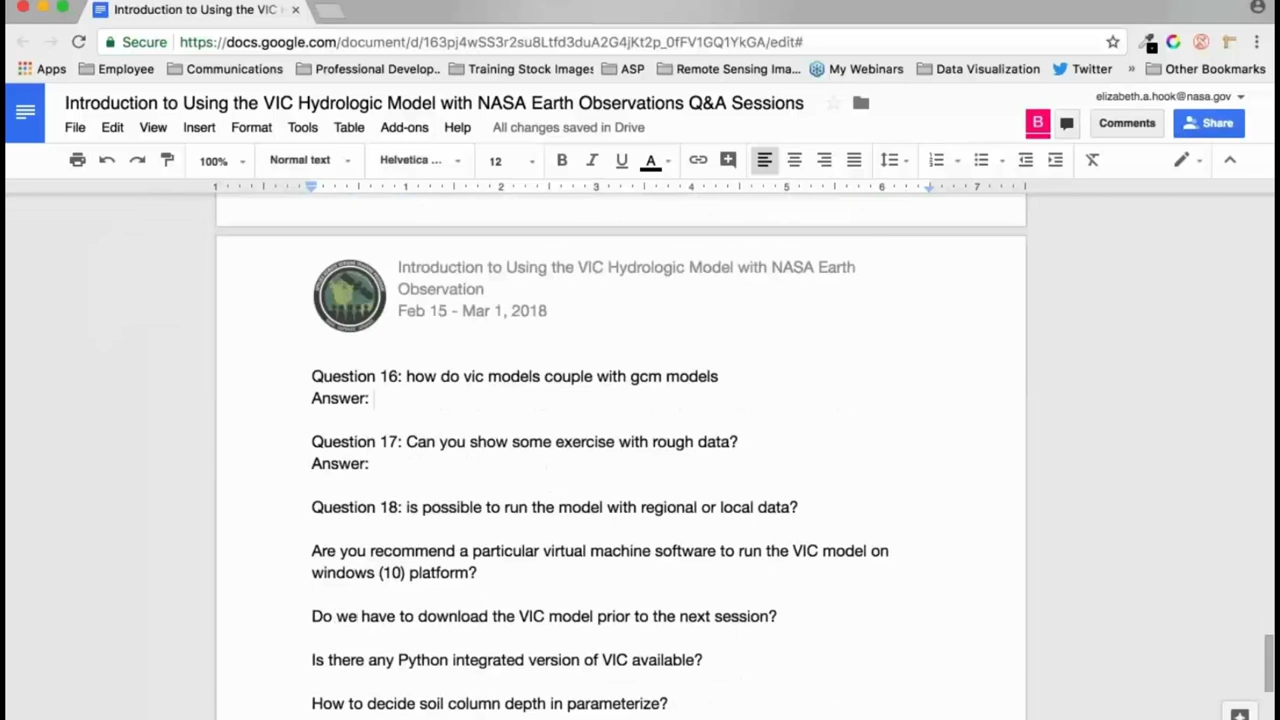 Introduction to Using the VIC H
Secure https://docs.google.com/document/d/163pj4wSS3r2su8Ltfd3duA2G4jKt2p_0fFV1GQ1YkGA/edit#
Apps Employee Communications Professional Develop.. Training Stock Images ASP Remote Sensing Ima... My Webinars Data Visualization Twitter » Other Bookmarks
Introduction to Using the VIC Hydrologic Model with NASA Earth Observations Q&A Sessions
elizabeth.a.hook@nasa.gov
File Edit View Insert Format Tools Table Add-ons Help All changes saved in Drive
B Comments Share
100% Normal text Helvetica ... 12 B I U A
1 1 2 3 4 5 6 7
Introduction to Using the VIC Hydrologic Model with NASA Earth
Observation
Feb 15 - Mar 1, 2018
Question 16: how do vic models couple with gcm models
Answer:
Question 17: Can you show some exercise with rough data?
Answer:
Question 18: is possible to run the model with regional or local data?
Are you recommend a particular virtual machine software to run the VIC model on
windows (10) platform?
Do we have to download the VIC model prior to the next session?
Is there any Python integrated version of VIC available?
How to decide soil column depth in parameterize?